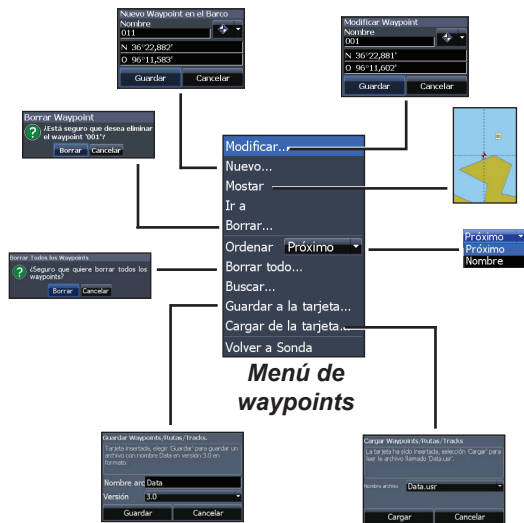 Nuevo Waypoint en el Barco
Nombre
011
N 36°22,882'
O 96°11,583'
Guardar Cancelar
Modificar Waypoint
Nombre
001
N 36°22,881'
O 96°11,602'
Guardar Cancelar
Borrar Waypoint
¿Está seguro que desea eliminar
el waypoint '001'?
Borrar Cancelar
Modificar...
Nuevo...
Mostar
Ir a
Borrar...
Ordenar Próximo
Borrar todo...
Buscar...
Guardar a la tarjeta...
Cargar de la tarjeta...
Volver a Sonda
Próximo
Próximo
Nombre
Borrar Todos los Waypoints
¿Seguro que quiere borrar todos los
waypoints?
Borrar Cancelar
Menú de
waypoints
Guardar Waypoints/Rutas/Tracks.
Tarjeta insertada, elegir 'Guardar' para guardar un
archivo con nombre Data en versión 3.0 en
formato.
Nombre arc Data
Versión 3.0
Guardar Cancelar
Cargar Waypoints/Rutas/Tracks
La tarjeta ha sido insertada, selección 'Cargar' para
leer la archivo llamado 'Data.usr'.
Nombre archivo Data.usr
Cargar Cancelar